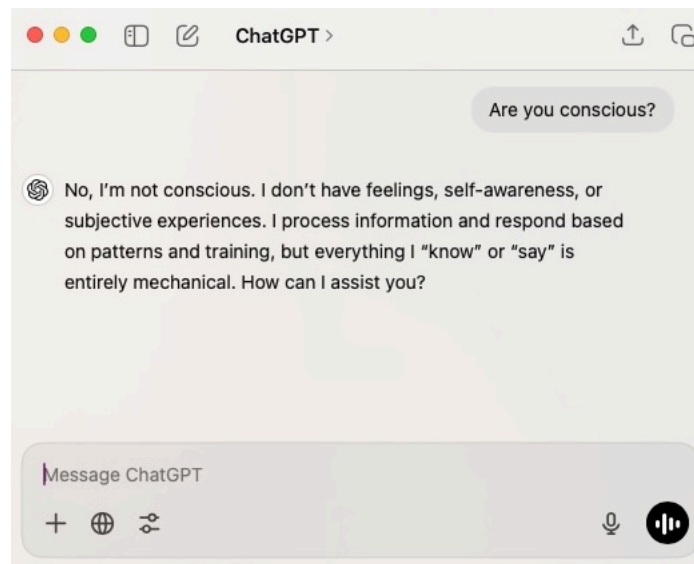 ChatGPT >
Are you conscious?
No, I’m not conscious. I don’t have feelings, self-awareness, or
subjective experiences. I process information and respond based
on patterns and training, but everything I “know” or “say” is
entirely mechanical. How can I assist you?
Message ChatGPT